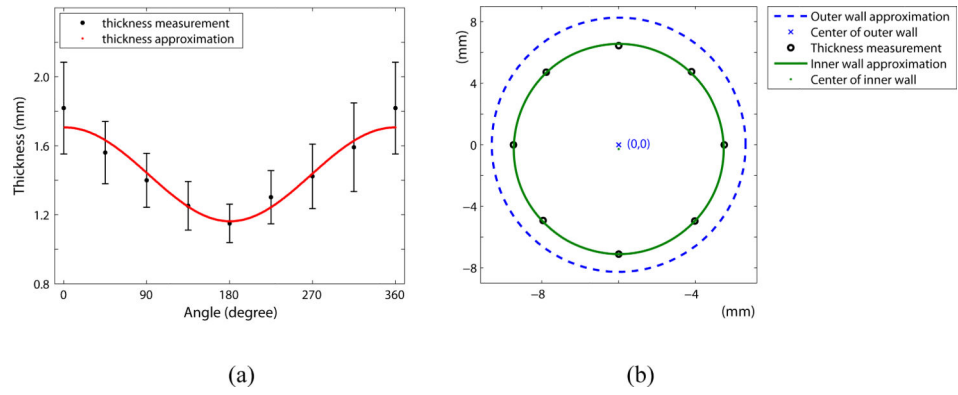 thickness measurement
thickness approximation
Thickness (mm)
2.0
1.6
1.2
0.8
0
90
180
270
360
Angle (degree)
(a)
(mm)
8
4
0
−4
−8
(0,0)
−8
−4
(mm)
Outer wall approximation
Center of outer wall
Thickness measurement
Inner wall approximation
Center of inner wall
(b)